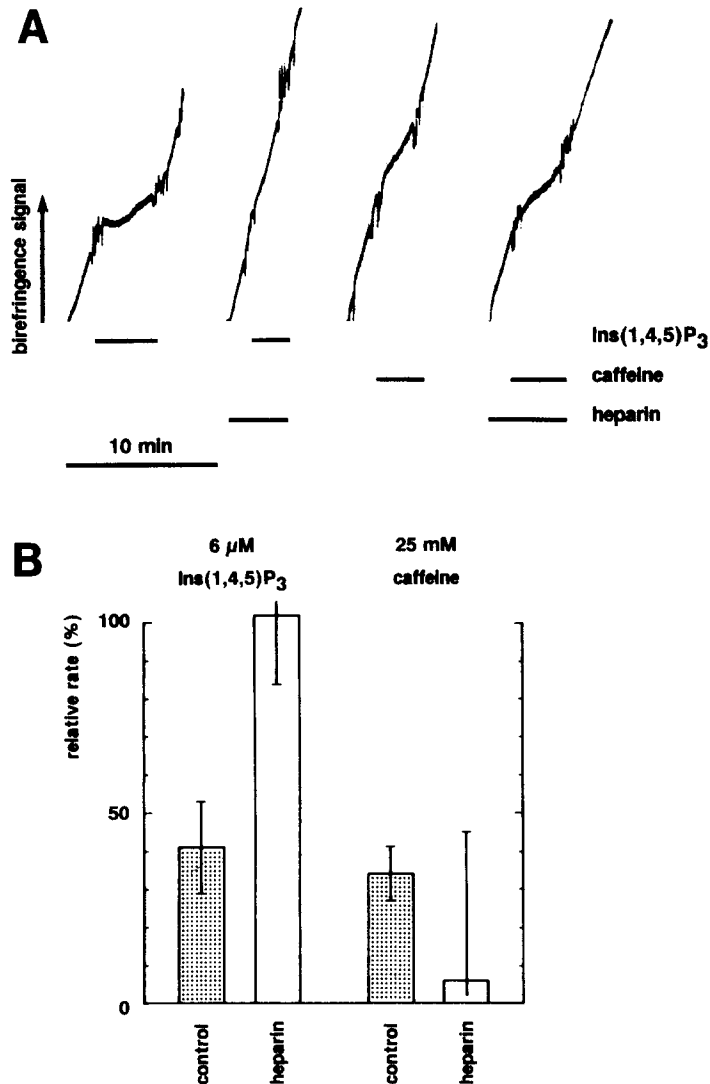 A
birefringence signal
Ins(1,4,5)P3
caffeine
heparin
10 min
B
6 µM
Ins(1,4,5)P3
25 mM
caffeine
relative rate (%)
100
50
0
control
heparin
control
heparin